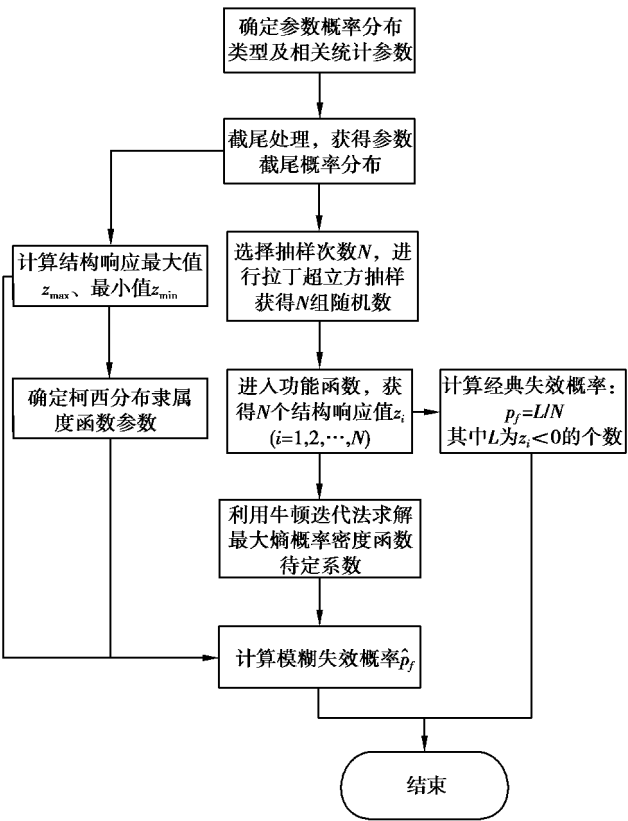 确定参数概率分布
类型及相关统计参数
截尾处理，获得参数
截尾概率分布
选择抽样次数N，进
行拉丁超立方抽样
获得N组随机数
计算结构响应最大值
zmax、最小值zmin
确定柯西分布隶属
度函数参数
进入功能函数，获
得N个结构响应值zi
(i=1,2,⋯,N)
计算经典失效概率：
pf=L/N
其中L为zi<0的个数
利用牛顿迭代法求解
最大熵概率密度函数
待定系数
计算模糊失效概率p̂f
结束